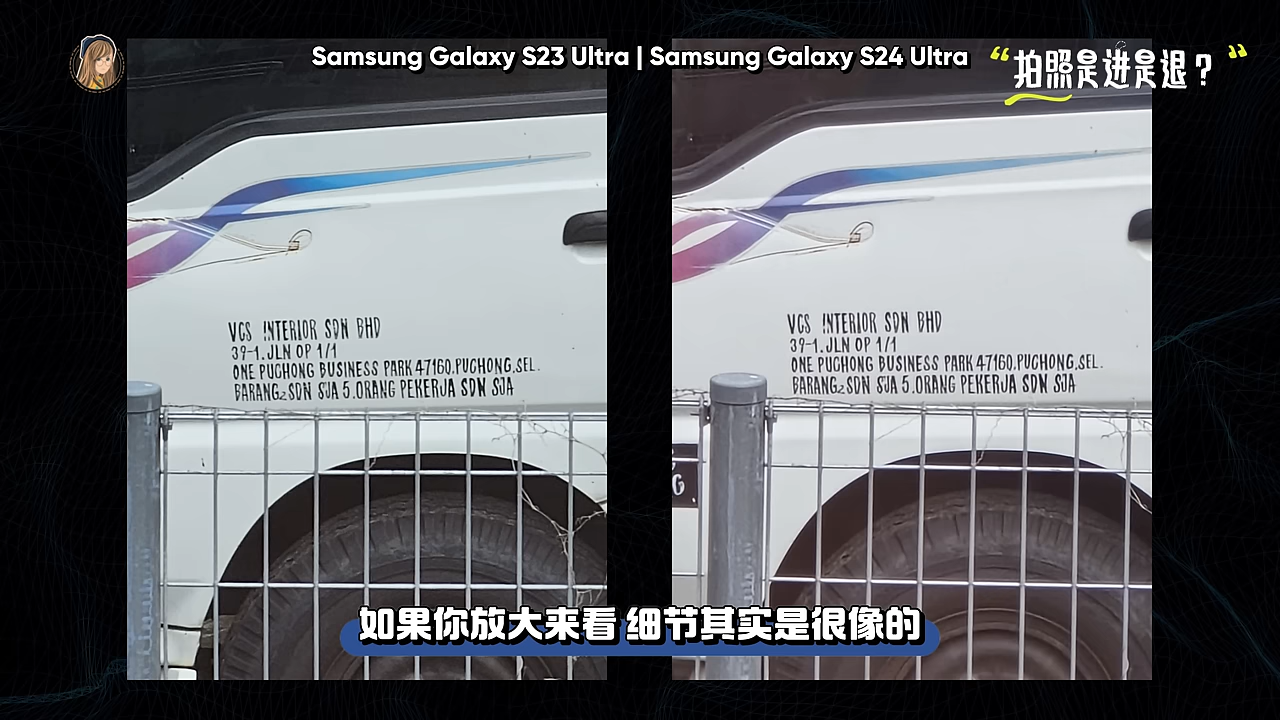 Samsung Galaxy S23 Ultra | Samsung Galaxy S24 Ultra
“拍照是进是退？”
VCS INTERIOR SDN BHD
39-1.JLN OP 1/1
ONE PUCHONG BUSINESS PARK 47160.PUCHONG.SEL.
BARANG2 SDN SJA 5.ORANG PEKERJA SDN SJA
VCS INTERIOR SDN BHD
39-1.JLN OP 1/1
ONE PUCHONG BUSINESS PARK 47160.PUCHONG.SEL.
BARANG2 SDN SJA 5.ORANG PEKERJA SDN SJA
G
如果你放大来看 细节其实是很像的